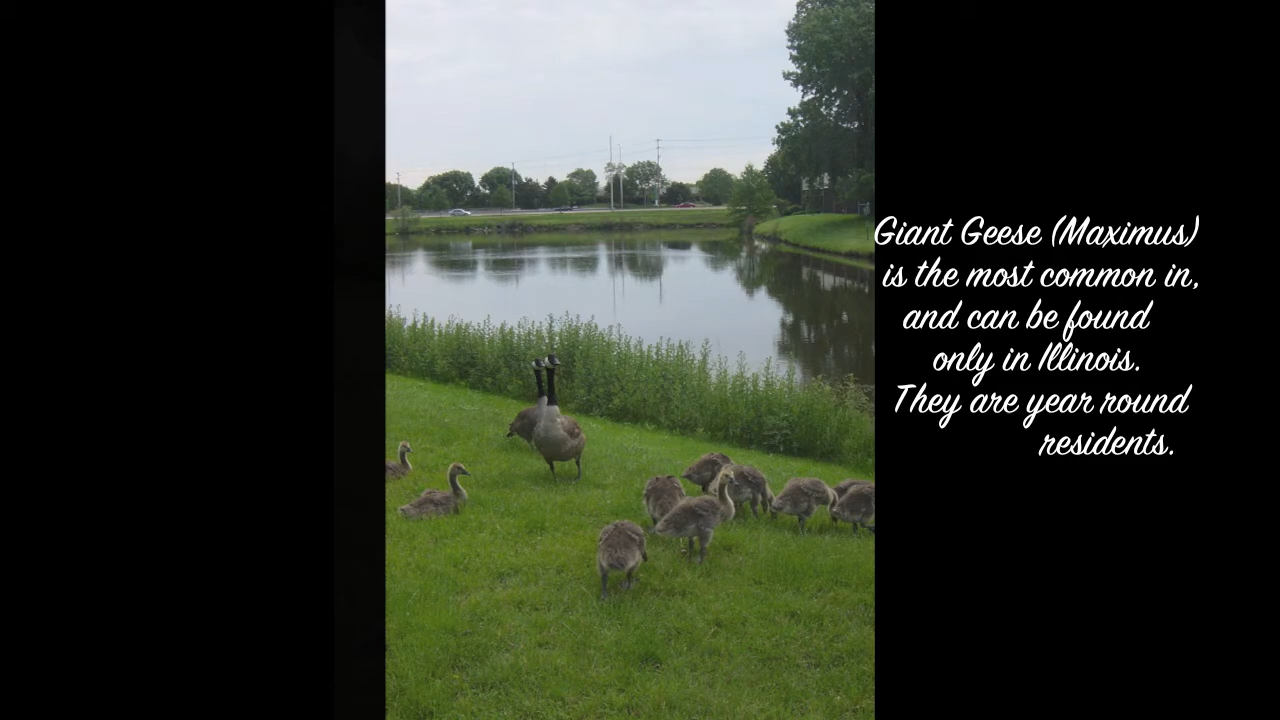 Giant Geese (Maximus)
is the most common in,
and can be found
only in Illinois.
They are year round
residents.